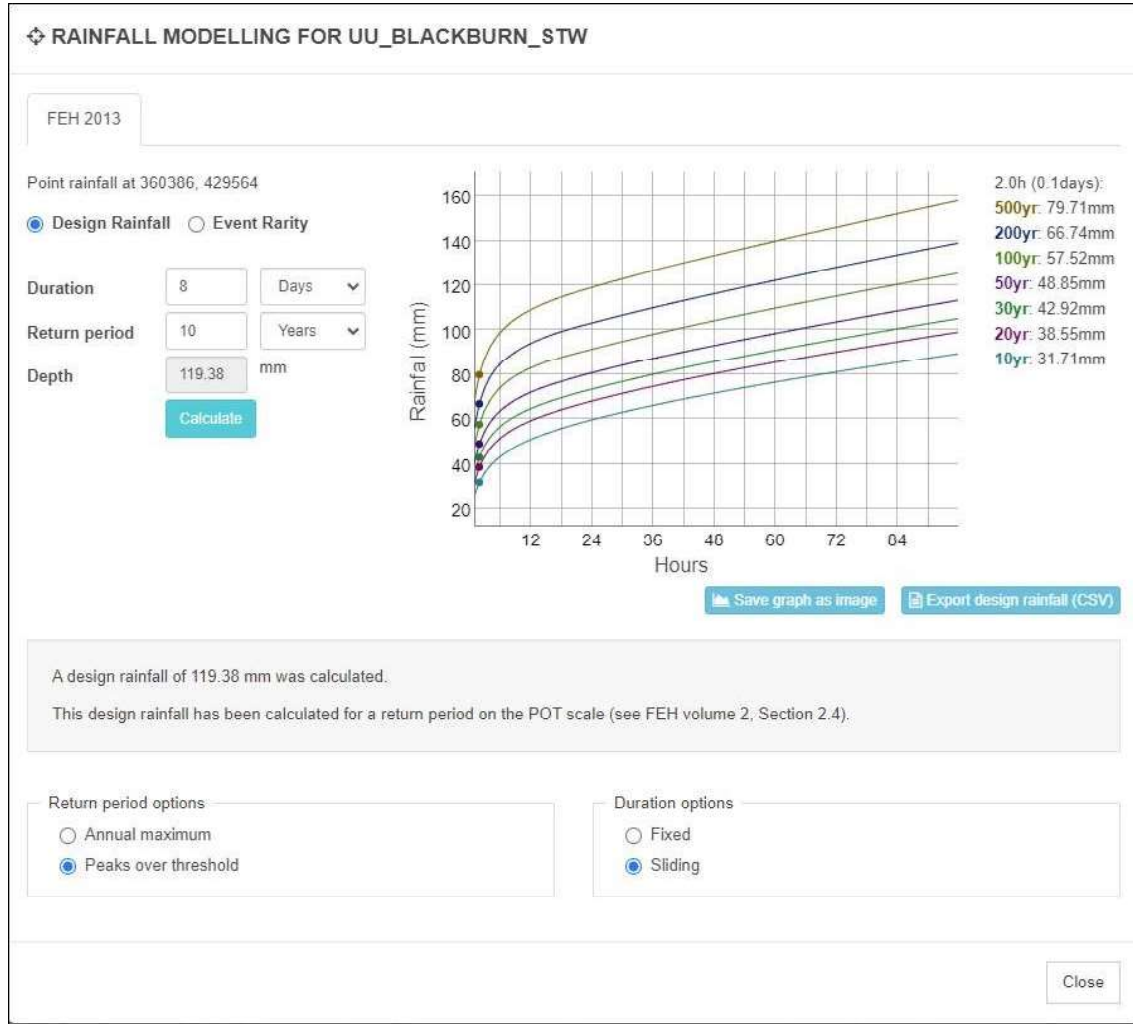 RAINFALL MODELLING FOR UU_BLACKBURN_STW
FEH 2013
Point rainfall at 360386, 429564
Design Rainfall Event Rarity
Duration 8 Days
Return period 10 Years
Depth 119.38 mm
Calculate
Rainfal (mm)
160
140
120
100
80
60
40
20
12 24 36 48 60 72 84
Hours
2.0h (0.1days):
500yr: 79.71mm
200yr: 66.74mm
100yr: 57.52mm
50yr: 48.85mm
30yr: 42.92mm
20yr: 38.55mm
10yr: 31.71mm
Save graph as image
Export design rainfall (CSV)
A design rainfall of 119.38 mm was calculated.
This design rainfall has been calculated for a return period on the POT scale (see FEH volume 2, Section 2.4).
Return period options
Annual maximum
Peaks over threshold
Duration options
Fixed
Sliding
Close